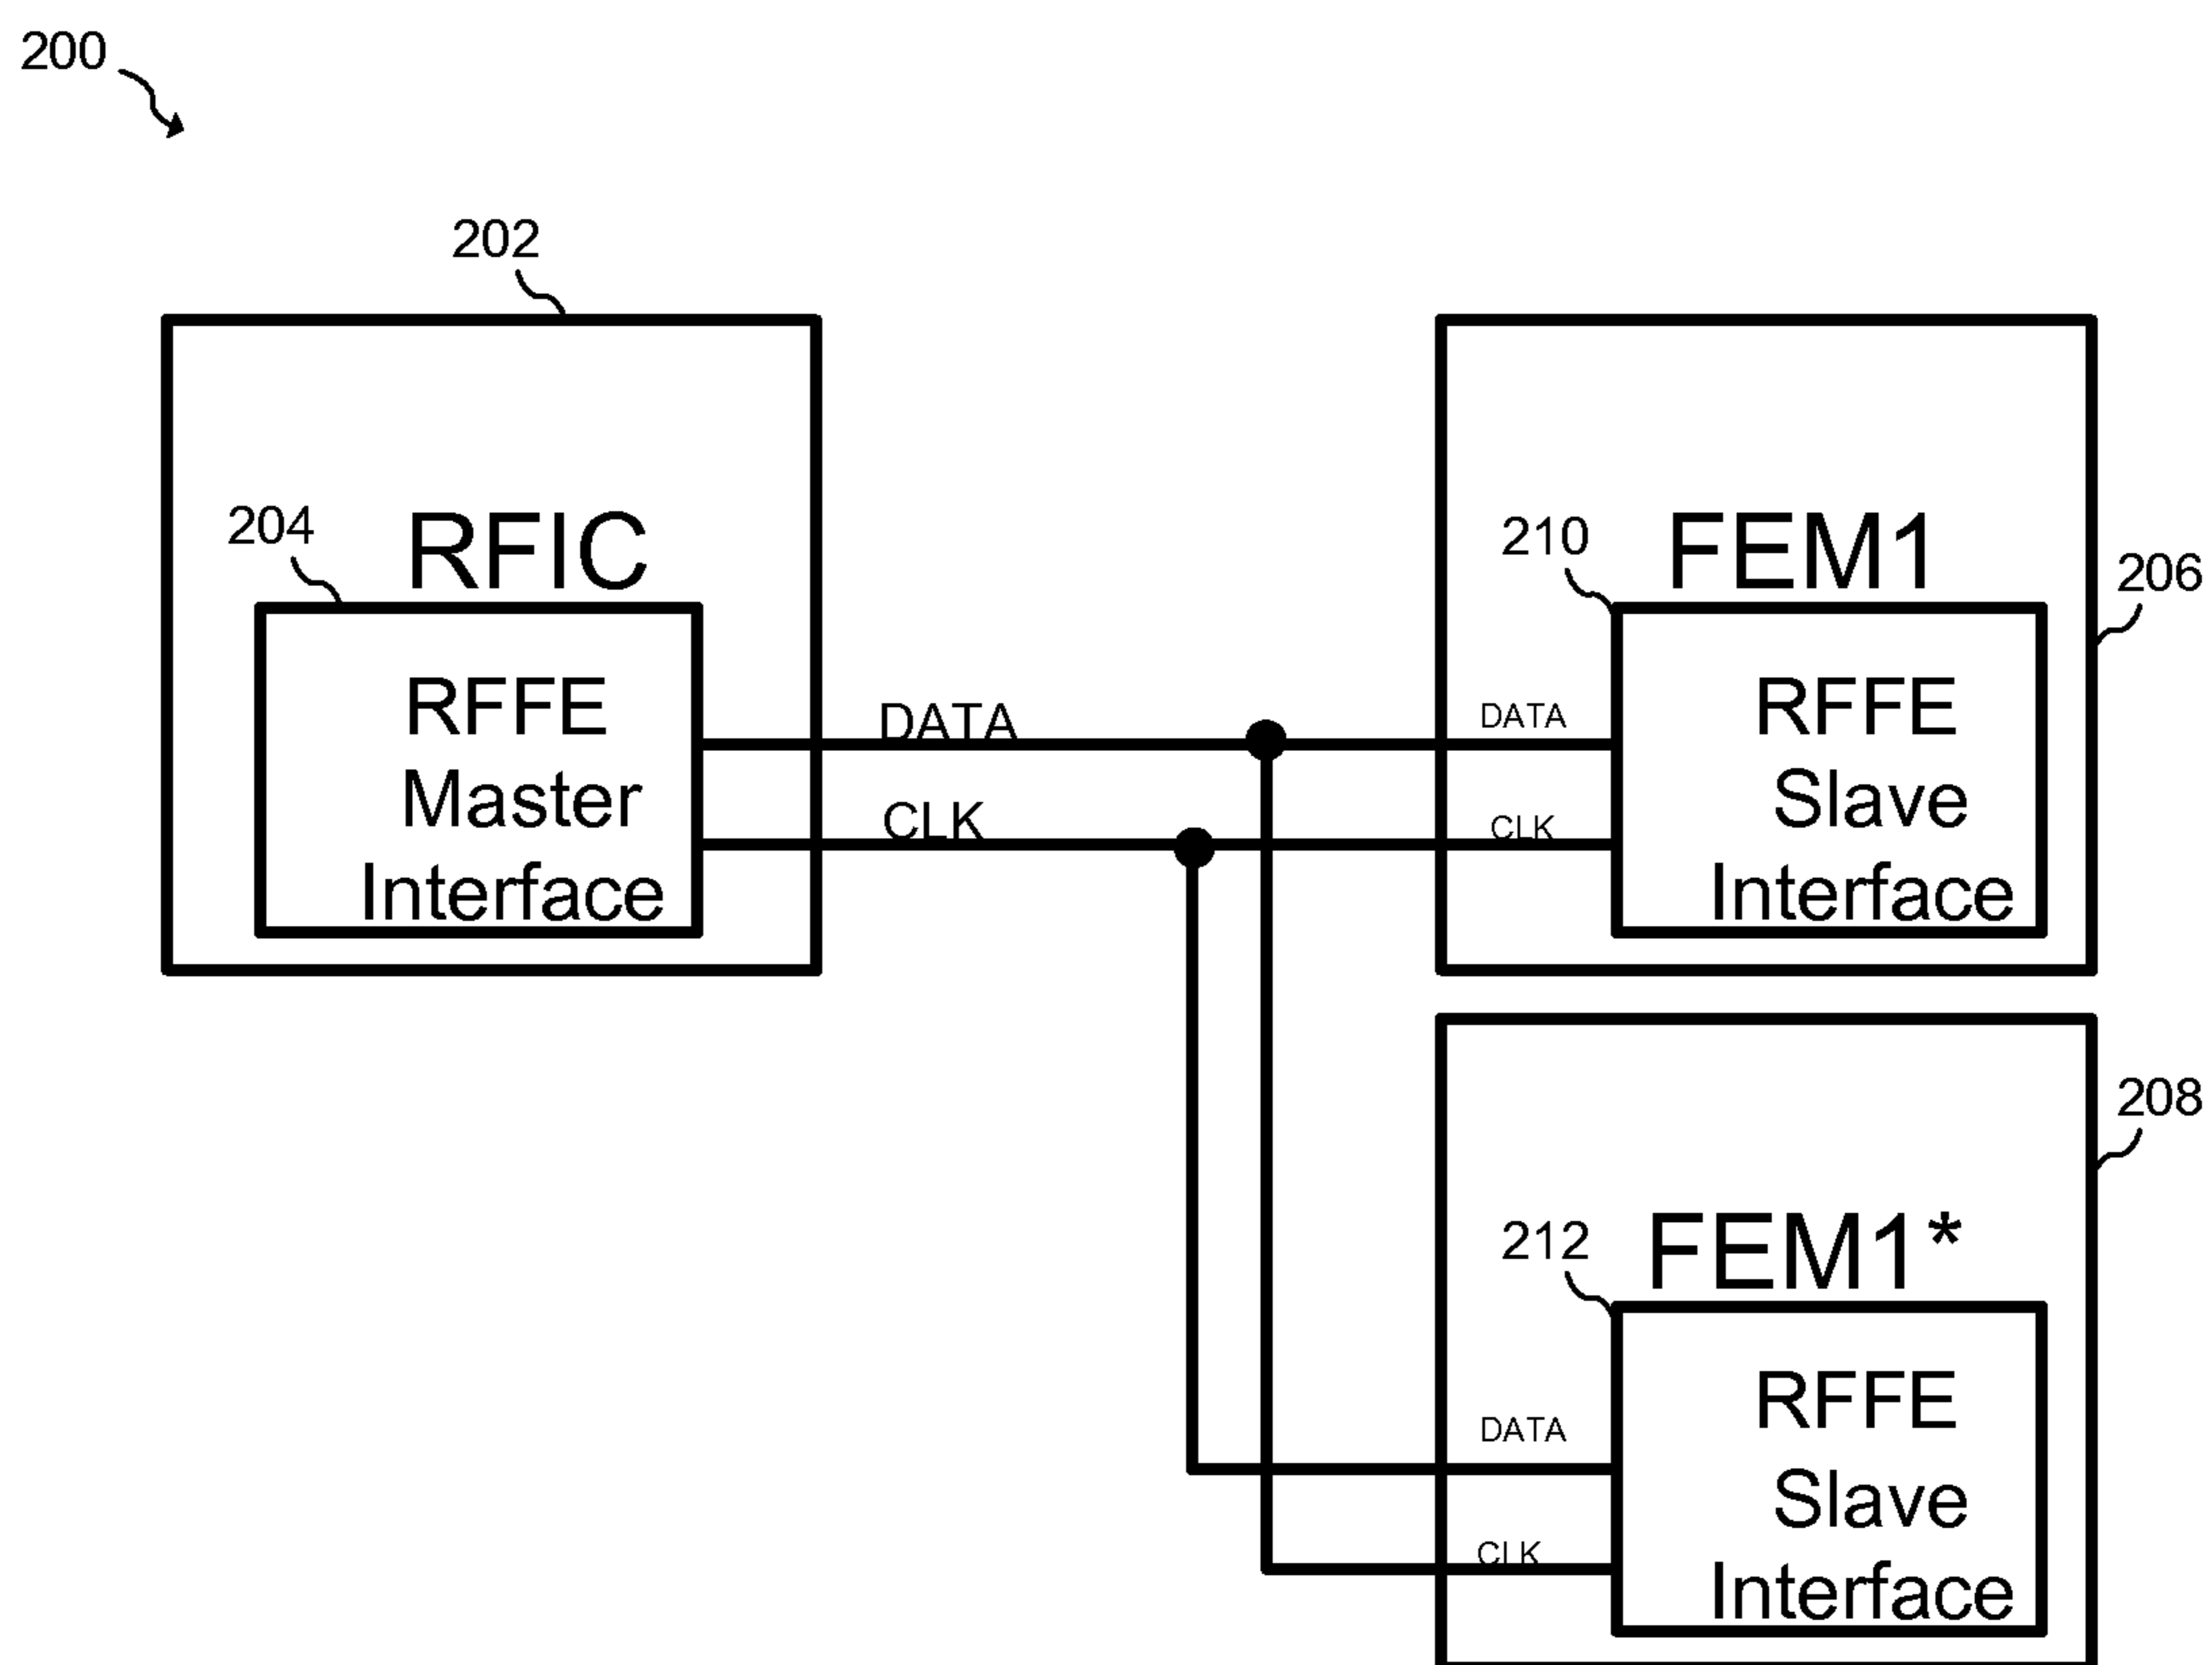 200
202
204
RFIC
RFFE
Master
Interface
DATA
CLK
210
FEM1
206
DATA
CLK
RFFE
Slave
Interface
208
212
FEM1*
DATA
CLK
RFFE
Slave
Interface